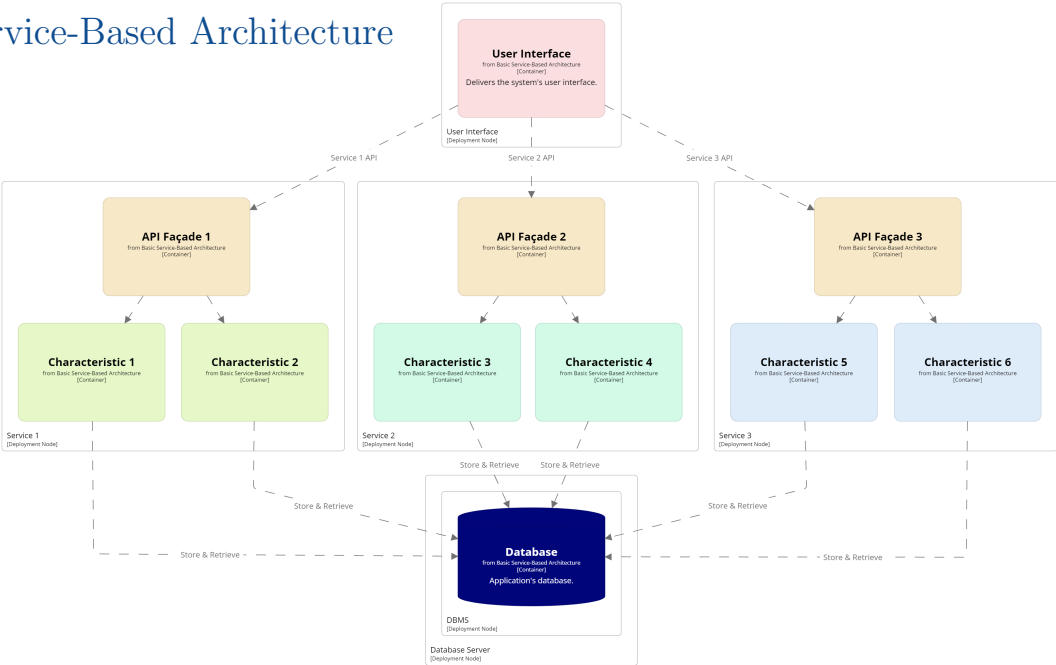 rvice-Based Architecture
User Interface
from Basic Service-Based Architecture
[Container]
Delivers the system's user interface.
User Interface
[Deployment Node]
Service 1 API
Service 2 API
Service 3 API
API Façade 1
from Basic Service-Based Architecture
[Container]
API Façade 2
from Basic Service-Based Architecture
[Container]
API Façade 3
from Basic Service-Based Architecture
[Container]
Characteristic 1
from Basic Service-Based Architecture
[Container]
Characteristic 2
from Basic Service-Based Architecture
[Container]
Characteristic 3
from Basic Service-Based Architecture
[Container]
Characteristic 4
from Basic Service-Based Architecture
[Container]
Characteristic 5
from Basic Service-Based Architecture
[Container]
Characteristic 6
from Basic Service-Based Architecture
[Container]
Service 1
[Deployment Node]
Service 2
[Deployment Node]
Service 3
[Deployment Node]
Store & Retrieve
Store & Retrieve
Store & Retrieve
Store & Retrieve
Store & Retrieve
Store & Retrieve
Database
from Basic Service-Based Architecture
[Container]
Application's database.
DBMS
[Deployment Node]
Database Server
[Deployment Node]